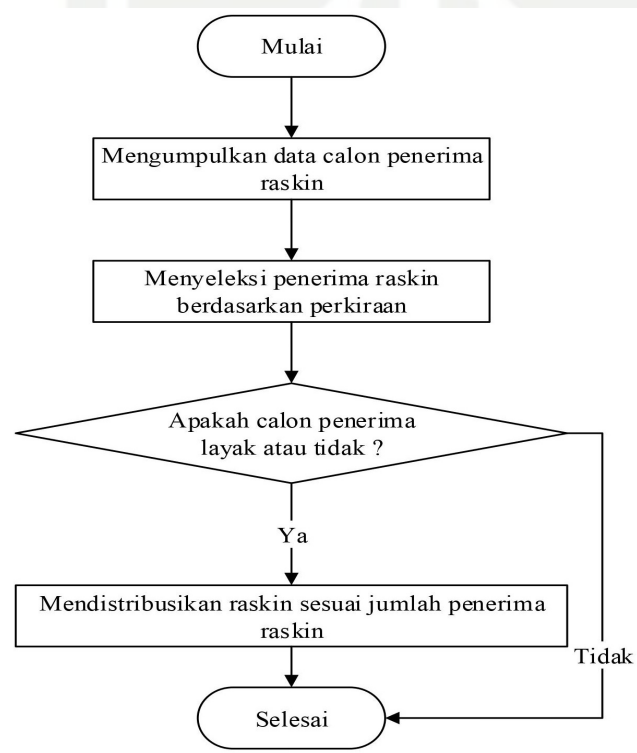 Mulai
Mengumpulkan data calon penerima
raskin
Menyeleksi penerima raskin
berdasarkan perkiraan
Apakah calon penerima
layak atau tidak ?
Ya
Mendistribusikan raskin sesuai jumlah penerima
raskin
Tidak
Selesai